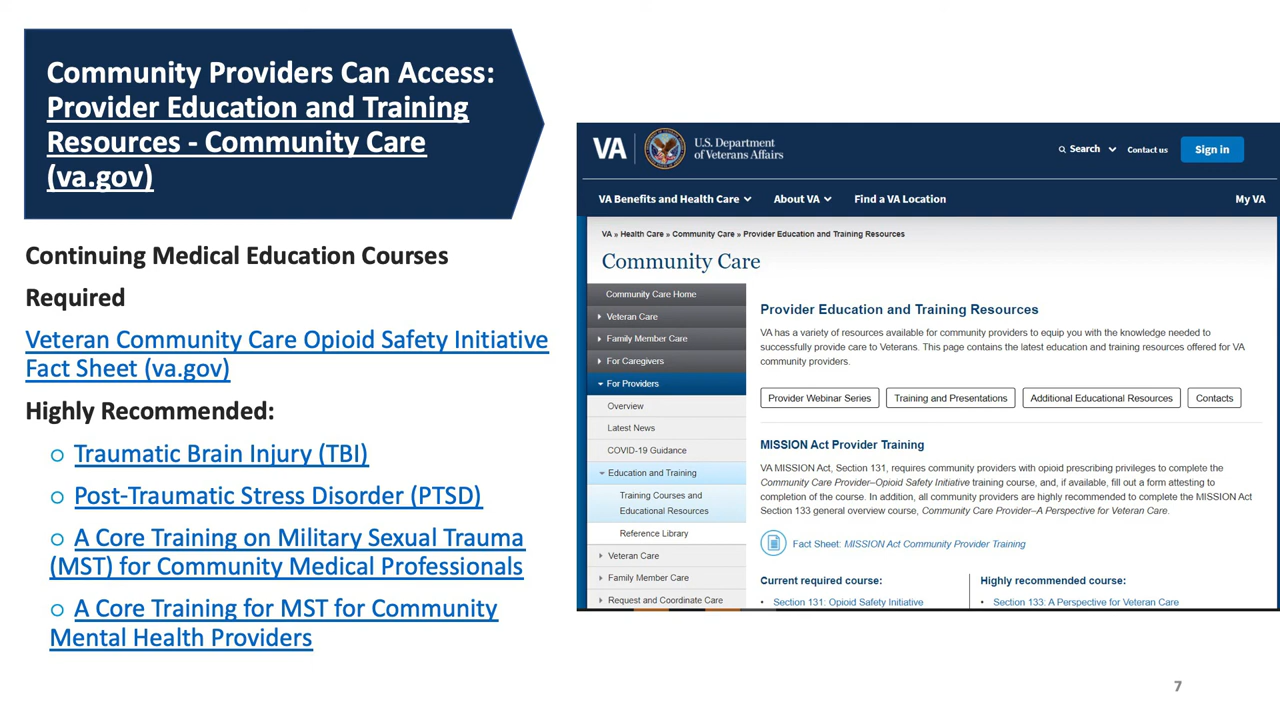 Community Providers Can Access:
Provider Education and Training
Resources - Community Care
(va.gov)
Continuing Medical Education Courses
Required
Veteran Community Care Opioid Safety Initiative
Fact Sheet (va.gov)
Highly Recommended:
○ Traumatic Brain Injury (TBI)
○ Post-Traumatic Stress Disorder (PTSD)
○ A Core Training on Military Sexual Trauma
(MST) for Community Medical Professionals
○ A Core Training for MST for Community
Mental Health Providers
VA
U.S. Department
of Veterans Affairs
Search
Contact us
Sign in
VA Benefits and Health Care
About VA
Find a VA Location
My VA
VA » Health Care » Community Care » Provider Education and Training Resources
Community Care
Community Care Home
Veteran Care
Family Member Care
For Caregivers
For Providers
Overview
Latest News
COVID-19 Guidance
Education and Training
Training Courses and
Educational Resources
Reference Library
Veteran Care
Family Member Care
Request and Coordinate Care
Provider Education and Training Resources
VA has a variety of resources available for community providers to equip you with the knowledge needed to
successfully provide care to Veterans. This page contains the latest education and training resources offered for VA
community providers.
Provider Webinar Series
Training and Presentations
Additional Educational Resources
Contacts
MISSION Act Provider Training
VA MISSION Act, Section 131, requires community providers with opioid prescribing privileges to complete the
Community Care Provider–Opioid Safety Initiative training course, and, if available, fill out a form attesting to
completion of the course. In addition, all community providers are highly recommended to complete the MISSION Act
Section 133 general overview course, Community Care Provider–A Perspective for Veteran Care.
Fact Sheet: MISSION Act Community Provider Training
Current required course:
• Section 131: Opioid Safety Initiative
Highly recommended course:
• Section 133: A Perspective for Veteran Care
7